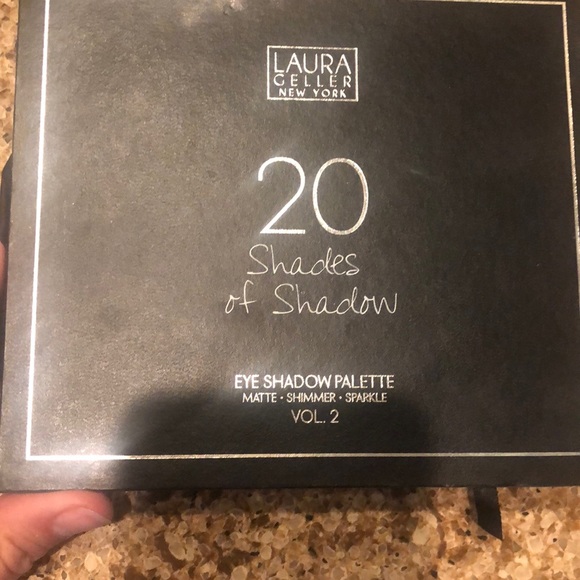 LAURA
GELLER
NEW YORK
20
Shades
of Shadow
EYE SHADOW PALETTE
MATTE • SHIMMER • SPARKLE
VOL. 2